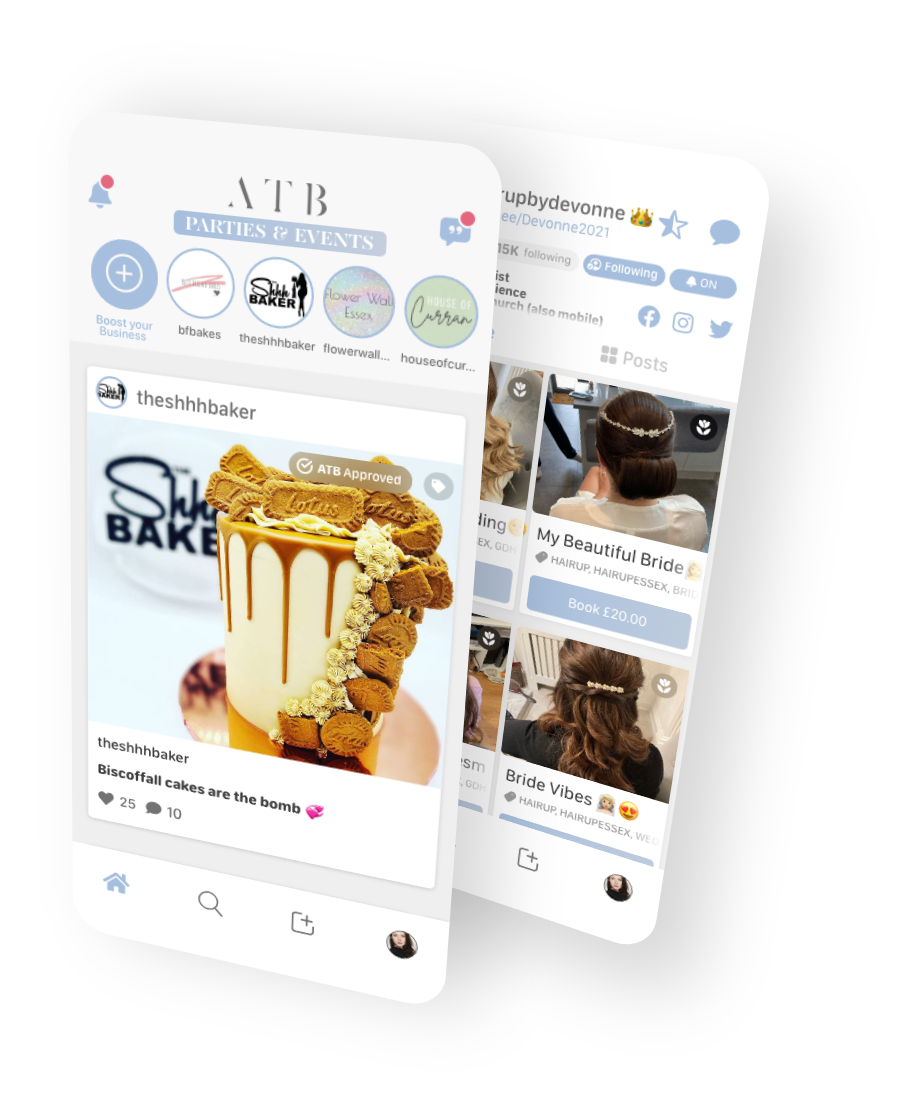 ATB
PARTIES & EVENTS
Boost your
Business
bfbakes
Shhh
BAKER
theshhhbaker
Flower Wall
Essex
flowerwall...
HOUSE OF
Curran
houseofcur...
theshhhbaker
ATB Approved
Shhh
BAKE
Lotus
Lotus
theshhhbaker
Biscoffall cakes are the bomb 💞
25
10
rupbydevonne 👑
ee/Devonne2021
15K following
Following
ON
ist
ience
hurch (also mobile)
e
Posts
ding
EX, GDH
My Beautiful Bride
HAIRUP, HAIRUPESSEX, BRID
Book £20.00
esm
, GDH
Bride Vibes 👰🏼😍
HAIRUP, HAIRUPESSEX, WED